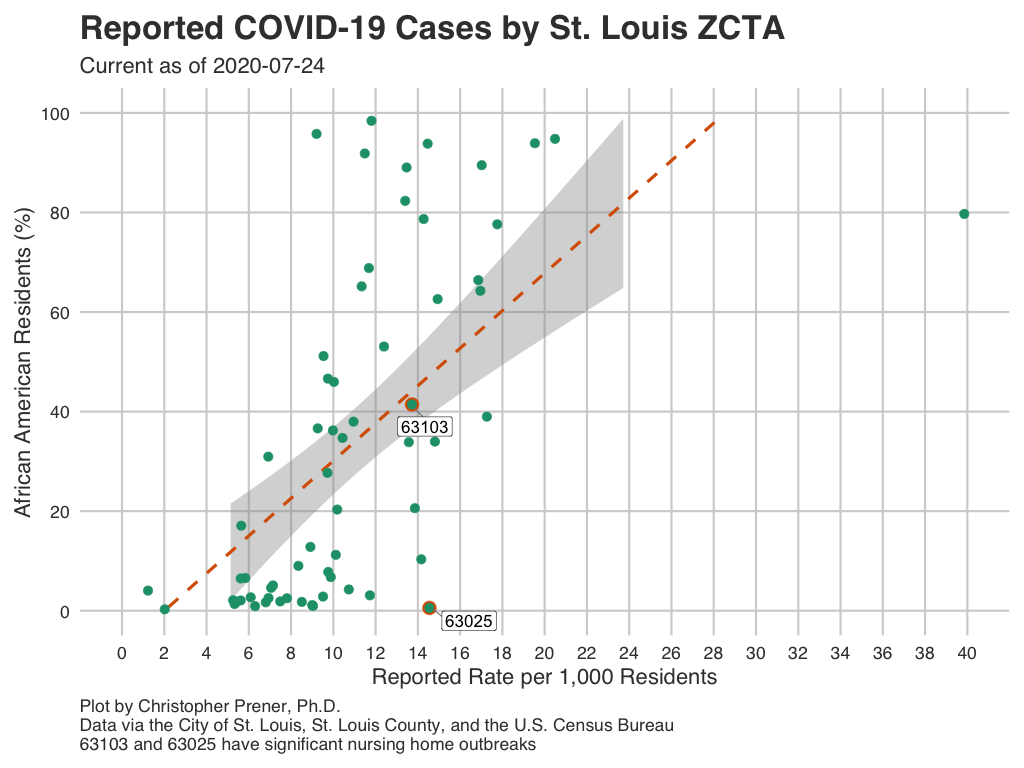 Reported COVID-19 Cases by St. Louis ZCTA
Current as of 2020-07-24
African American Residents (%)
100
80
60
40
20
0
63103
63025
0 2 4 6 8 10 12 14 16 18 20 22 24 26 28 30 32 34 36 38 40
Reported Rate per 1,000 Residents
Plot by Christopher Prener, Ph.D.
Data via the City of St. Louis, St. Louis County, and the U.S. Census Bureau
63103 and 63025 have significant nursing home outbreaks